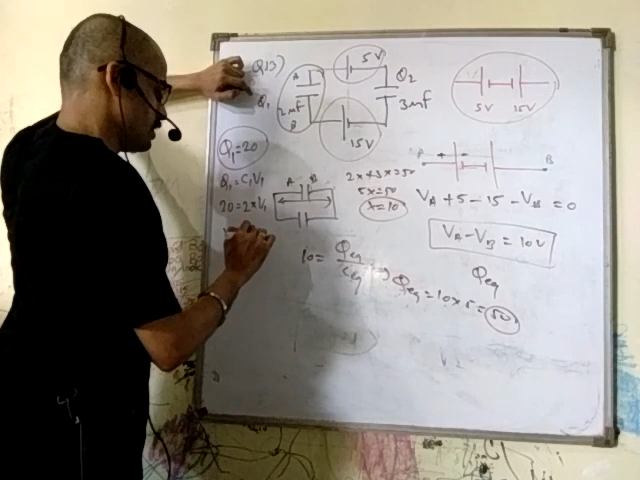 Q13)
5V
A
Q1
2mf
B
Q2
3mf
15V
5V 15V
Q1=20
Q1=C1V1
20=2×V1
A B
2x+3x=50
5x=50
x=10
A B
VA+5-15-VB=0
VA-VB=10V
10=Qeq/Ceq => Qeq=10×5=50
Qeq